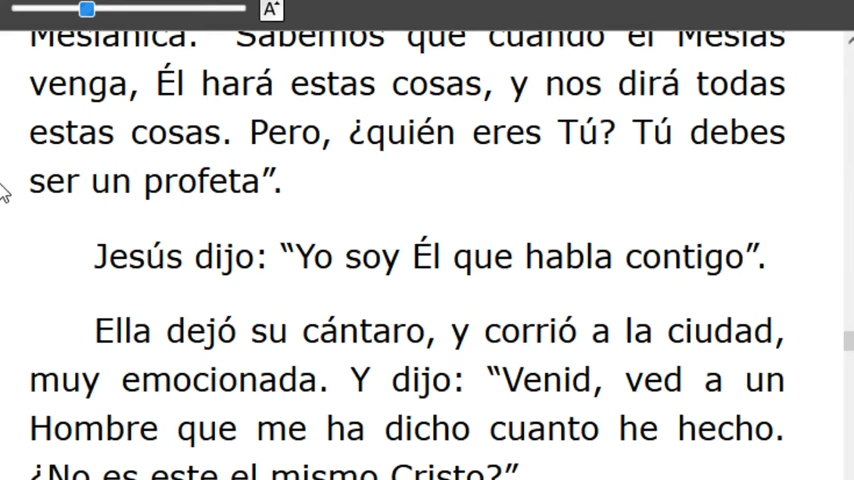 A
Mesiánica. “Sabemos que cuando el Mesías
venga, Él hará estas cosas, y nos dirá todas
estas cosas. Pero, ¿quién eres Tú? Tú debes
ser un profeta”.
Jesús dijo: “Yo soy Él que habla contigo”.
Ella dejó su cántaro, y corrió a la ciudad,
muy emocionada. Y dijo: “Venid, ved a un
Hombre que me ha dicho cuanto he hecho.
¿No es este el mismo Cristo?”